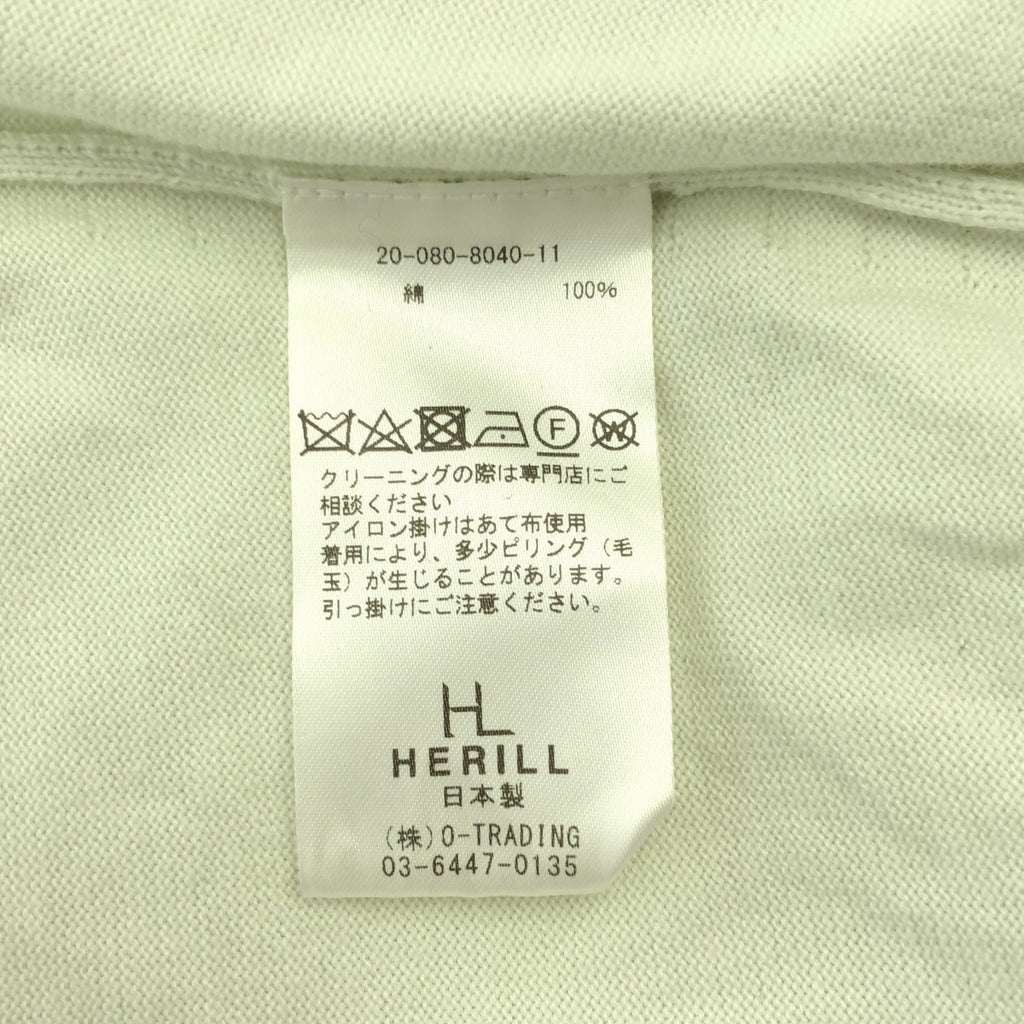 20-080-8040-11
綿 100%
F W
クリーニングの際は専門店にご
相談ください
アイロン掛けはあて布使用
着用により、多少ピリング（毛
玉）が生じることがあります。
引っ掛けにご注意ください。
HL
HERILL
日本製
(株)O-TRADING
03-6447-0135